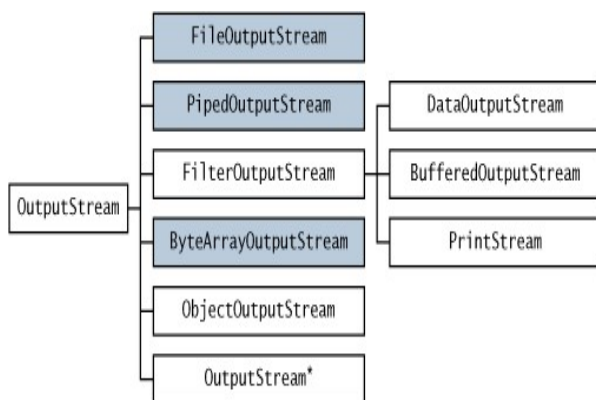 FileOutputStream
PipedOutputStream
DataOutputStream
FilterOutputStream
BufferedOutputStream
OutputStream
ByteArrayOutputStream
PrintStream
ObjectOutputStream
OutputStream*